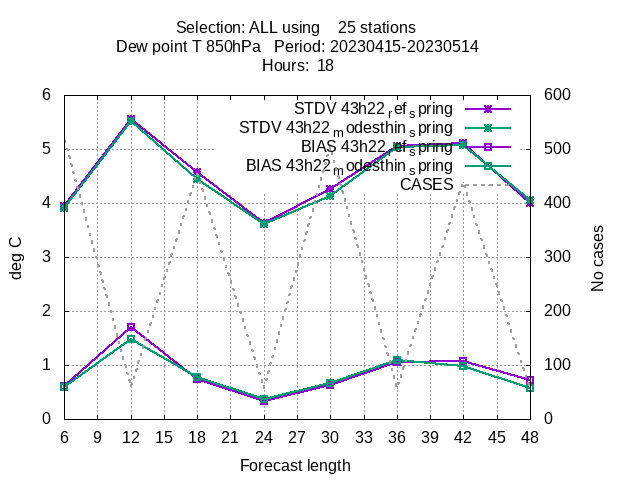 Selection: ALL using    25 stations
Dew point T 850hPa   Period: 20230415-20230514
Hours:  18
STDV 43h22_ref_spring
STDV 43h22_modesthin_spring
BIAS 43h22_ref_spring
BIAS 43h22_modesthin_spring
CASES
6
5
4
3
2
1
0
deg C
600
500
400
300
200
100
0
No cases
6 9 12 15 18 21 24 27 30 33 36 39 42 45 48
Forecast length